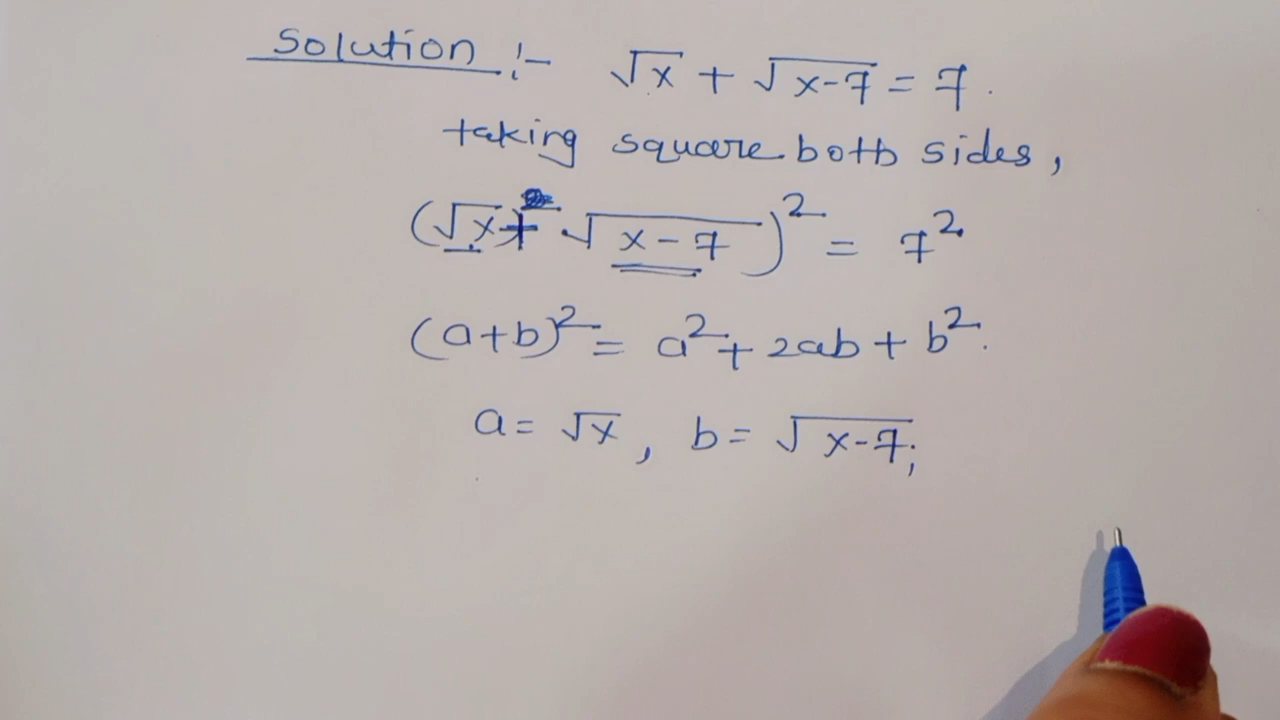 Solution :- √x + √x-7 = 7.
taking square both sides,
(√x + √x-7)² = 7²
(a+b)² = a² + 2ab + b².
a = √x, b = √x-7;